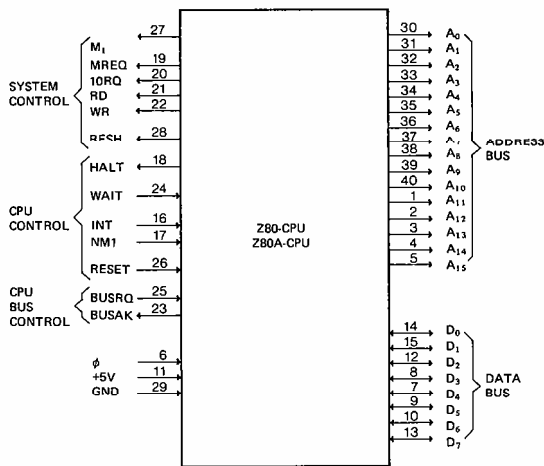 27 M1
SYSTEM CONTROL
MREQ 19
10RQ 20
RD 21
WR 22
RFSH 28
CPU CONTROL
HALT 18
WAIT 24
INT 16
NM1 17
RESET 26
CPU BUS CONTROL
BUSRQ 25
BUSAK 23
ϕ 6
+5V 11
GND 29
Z80-CPU
Z80A-CPU
30 A0
31 A1
32 A2
33 A3
34 A4
35 A5
36 A6
37 A7
38 A8
39 A9
40 A10
1 A11
2 A12
3 A13
4 A14
5 A15
ADDRESS
BUS
14 D0
15 D1
12 D2
8 D3
7 D4
9 D5
10 D6
13 D7
DATA
BUS